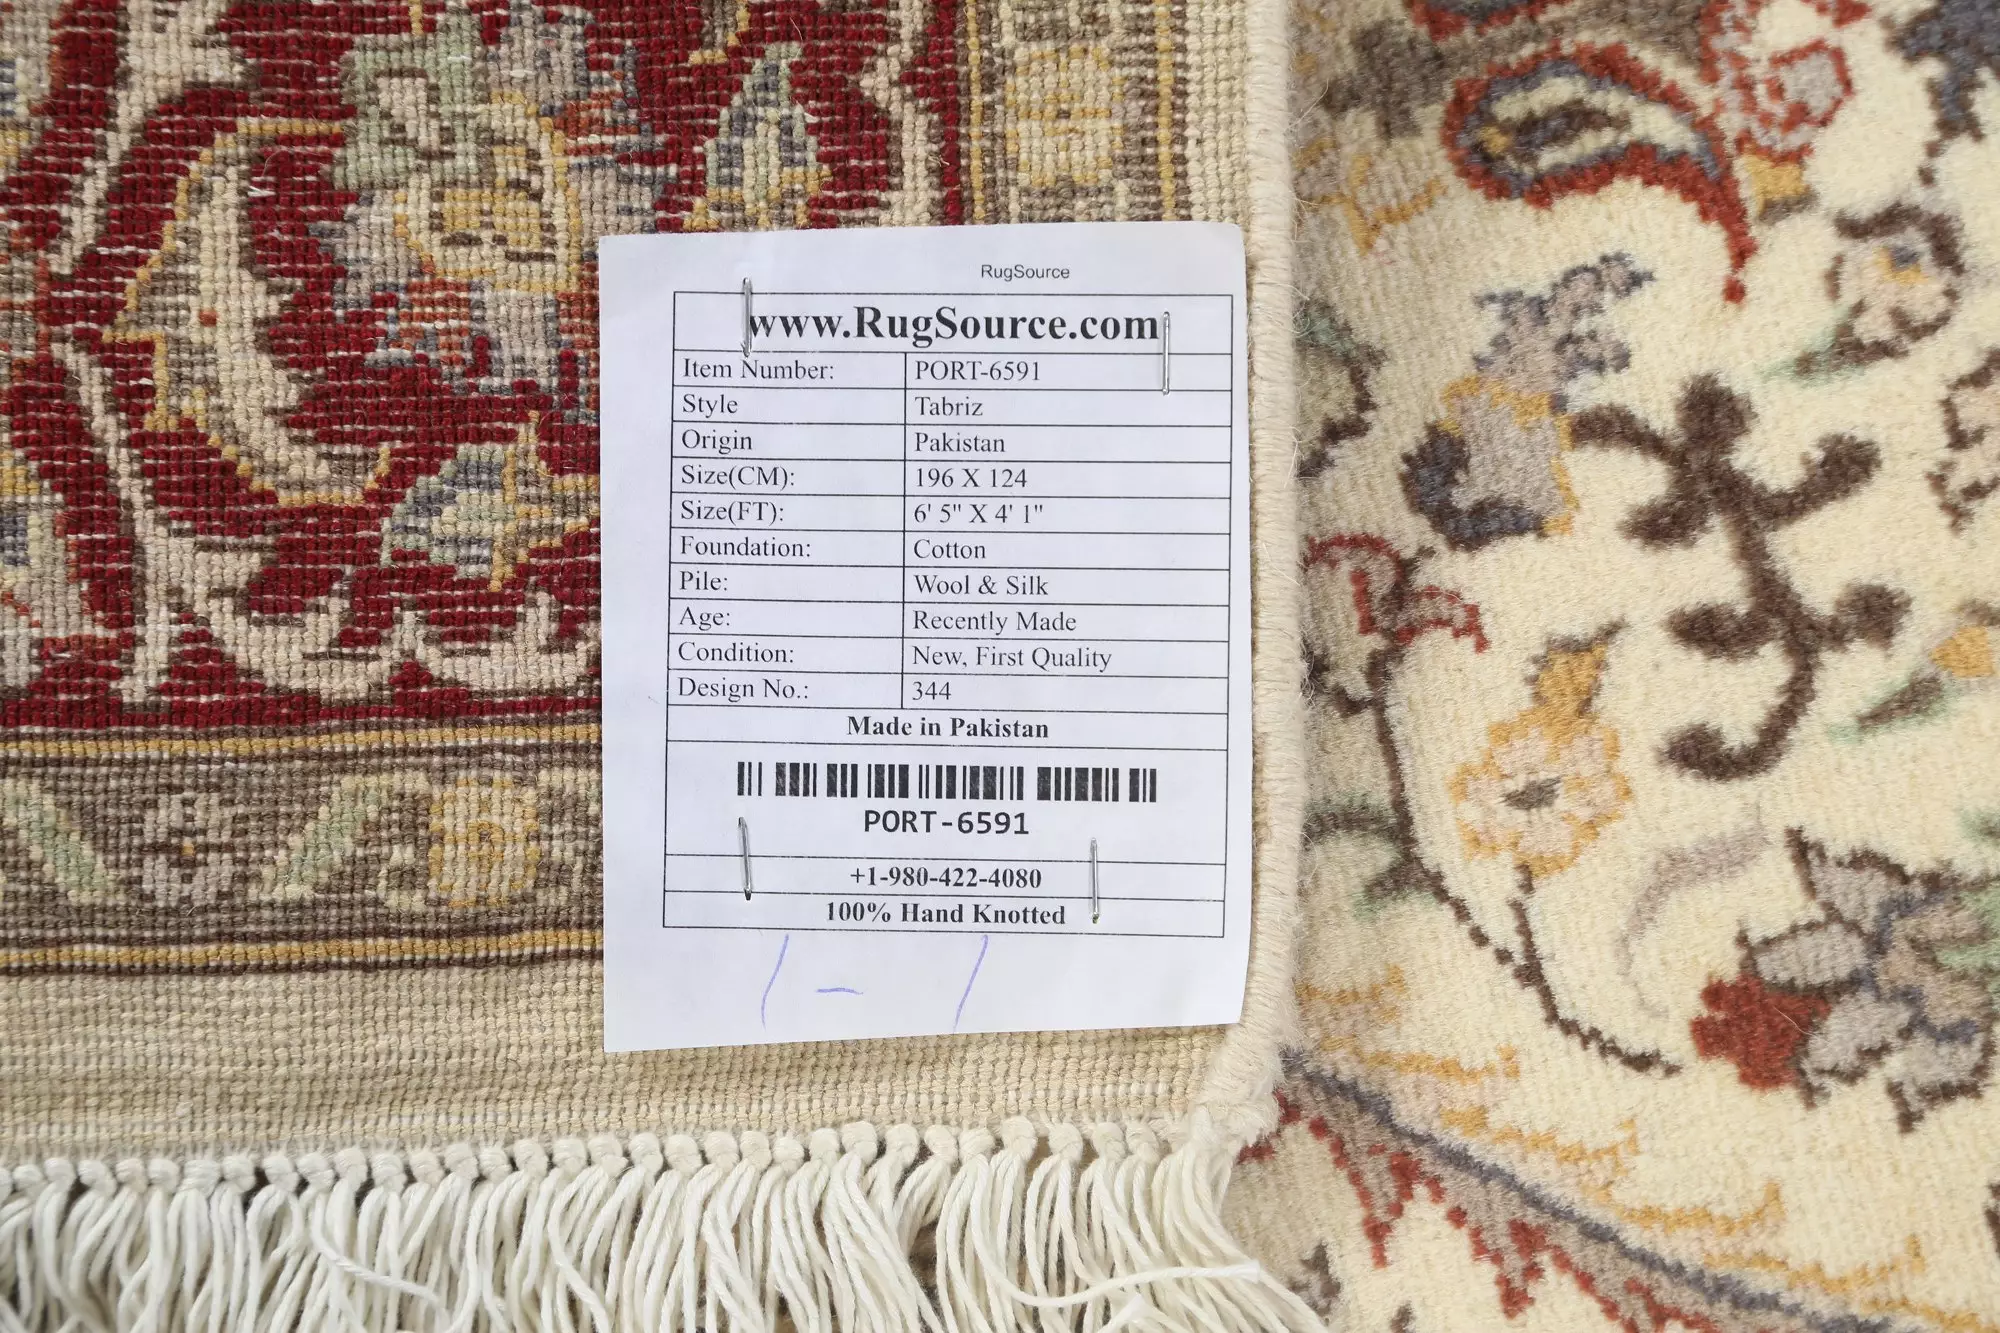 RugSource
www.RugSource.com
Item Number: PORT-6591
Style Tabriz
Origin Pakistan
Size(CM): 196 X 124
Size(FT): 6' 5" X 4' 1"
Foundation: Cotton
Pile: Wool & Silk
Age: Recently Made
Condition: New, First Quality
Design No.: 344
Made in Pakistan
PORT-6591
+1-980-422-4080
100% Hand Knotted
1 - 1